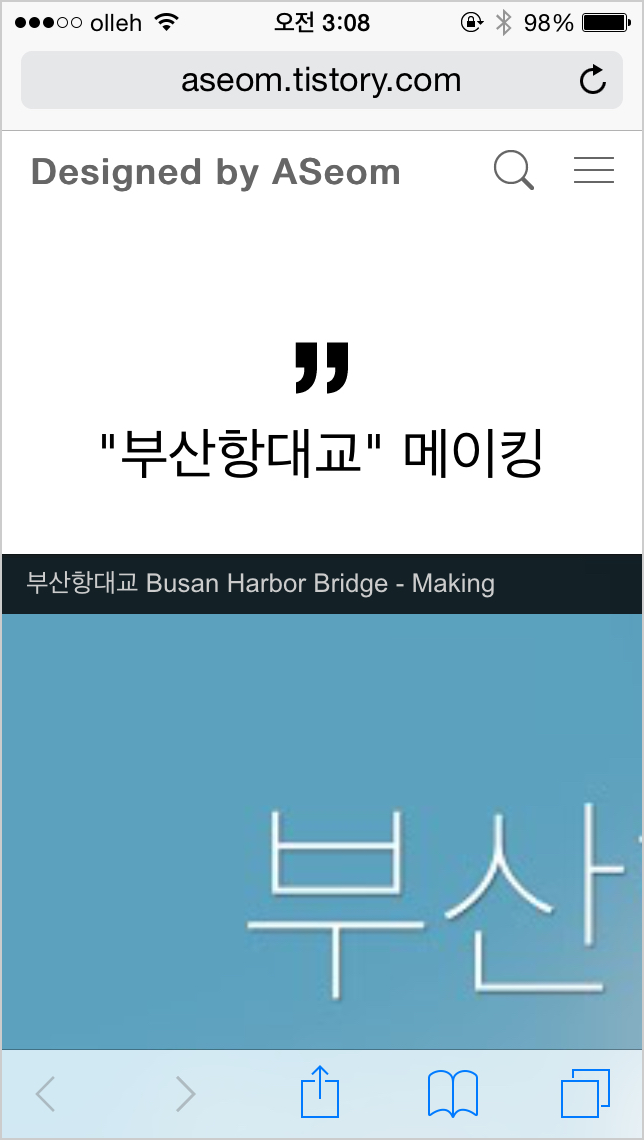 olleh 오전 3:08 98%
aseom.tistory.com
Designed by ASeom
”
"부산항대교" 메이킹
부산항대교 Busan Harbor Bridge - Making
부산